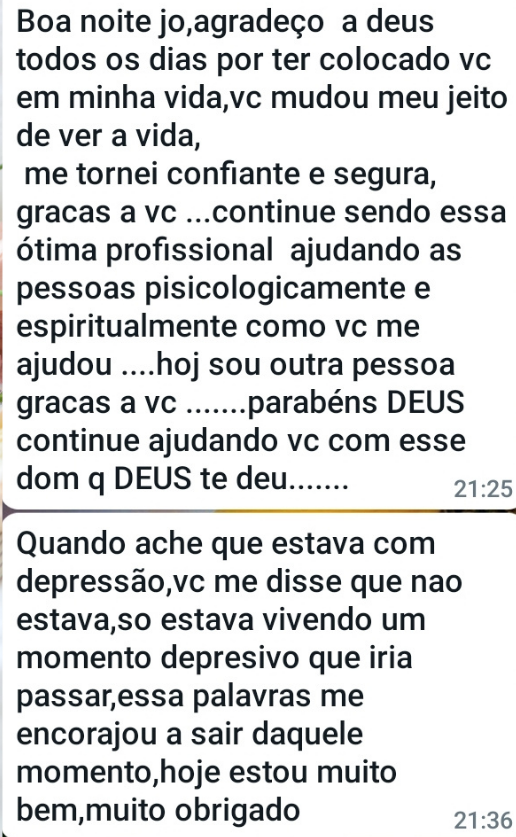 Boa noite jo,agradeço a deus
todos os dias por ter colocado vc
em minha vida,vc mudou meu jeito
de ver a vida,
me tornei confiante e segura,
gracas a vc ...continue sendo essa
ótima profissional ajudando as
pessoas pisicologicamente e
espiritualmente como vc me
ajudou ....hoj sou outra pessoa
gracas a vc .......parabéns DEUS
continue ajudando vc com esse
dom q DEUS te deu.......
21:25
Quando ache que estava com
depressão,vc me disse que nao
estava,so estava vivendo um
momento depresivo que iria
passar,essa palavras me
encorajou a sair daquele
momento,hoje estou muito
bem,muito obrigado
21:36